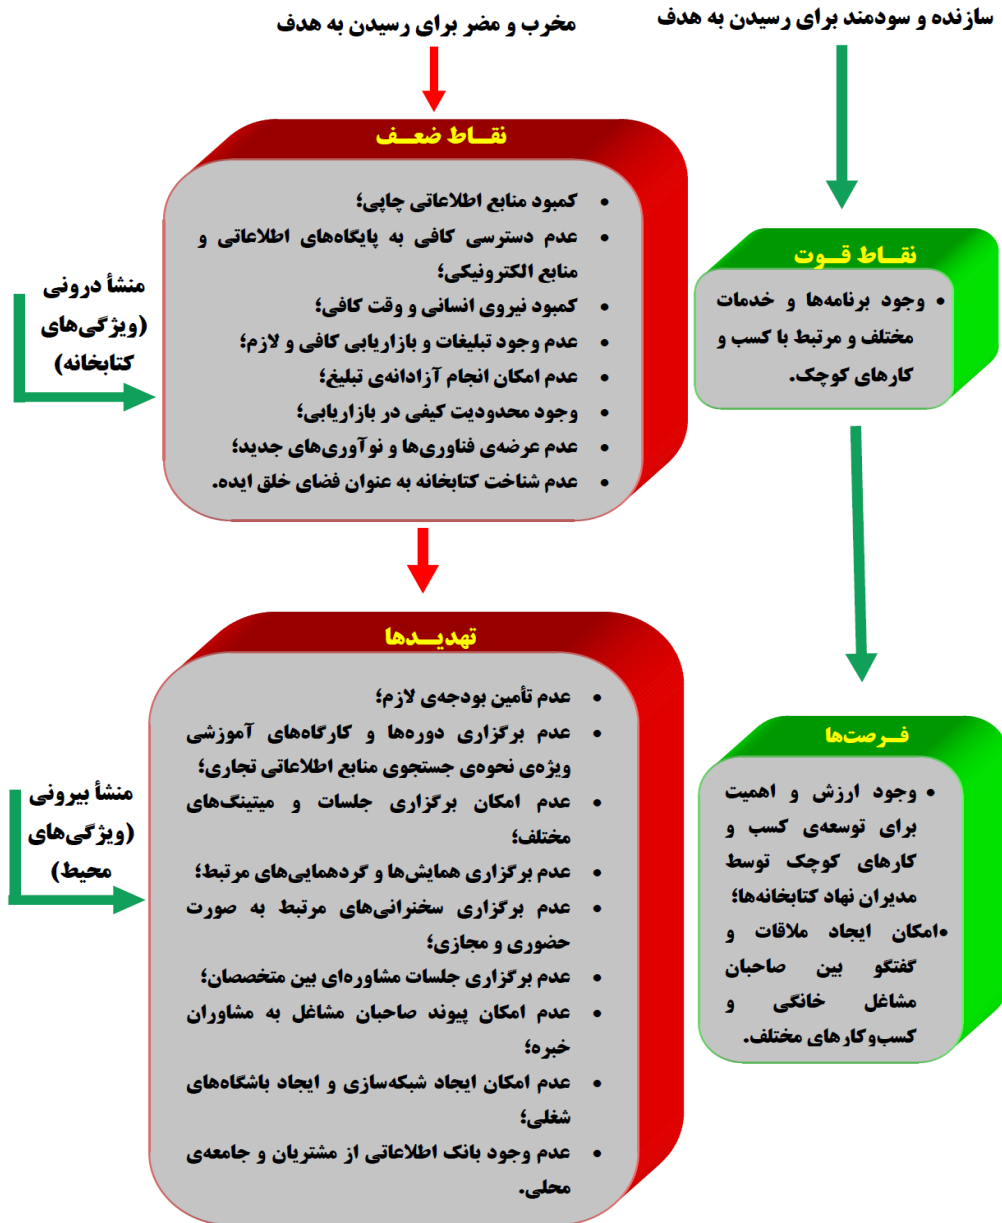 سازنده و سودمند برای رسیدن به هدف
مخرب و مضر برای رسیدن به هدف
نقــاط قــوت
• وجود برنامه‌ها و خدمات
مختلف و مرتبط با کسب و
کارهای کوچک.
نقــاط ضعــف
• کمبود منابع اطلاعاتی چاپی؛
• عدم دسترسی کافی به پایگاه‌های اطلاعاتی و
منابع الکترونیکی؛
• کمبود نیروی انسانی و وقت کافی؛
• عدم وجود تبلیغات و بازاریابی کافی و لازم؛
• عدم امکان انجام آزادانه‌ی تبلیغ؛
• وجود محدودیت کیفی در بازاریابی؛
• عدم عرضه‌ی فناوری‌ها و نوآوری‌های جدید؛
• عدم شناخت کتابخانه به عنوان فضای خلق ایده.
منشأ درونی
(ویژگی‌های
کتابخانه)
فــرصت‌ها
• وجود ارزش و اهمیت
برای توسعه‌ی کسب و
کارهای کوچک توسط
مدیران نهاد کتابخانه‌ها؛
•امکان ایجاد ملاقات و
گفتگو بین صاحبان
مشاغل خانگی و
کسب‌وکارهای مختلف.
تهدیــدها
• عدم تأمین بودجه‌ی لازم؛
• عدم برگزاری دوره‌ها و کارگاه‌های آموزشی
ویژه‌ی نحوه‌ی جستجوی منابع اطلاعاتی تجاری؛
• عدم امکان برگزاری جلسات و میتینگ‌های
مختلف؛
• عدم برگزاری همایش‌ها و گردهمایی‌های مرتبط؛
• عدم برگزاری سخنرانی‌های مرتبط به صورت
حضوری و مجازی؛
• عدم برگزاری جلسات مشاوره‌ای بین متخصصان؛
• عدم امکان پیوند صاحبان مشاغل به مشاوران
خبره؛
• عدم امکان ایجاد شبکه‌سازی و ایجاد باشگاه‌های
شغلی؛
• عدم وجود بانک اطلاعاتی از مشتریان و جامعه‌ی
محلی.
منشأ بیرونی
(ویژگی‌های
محیط)